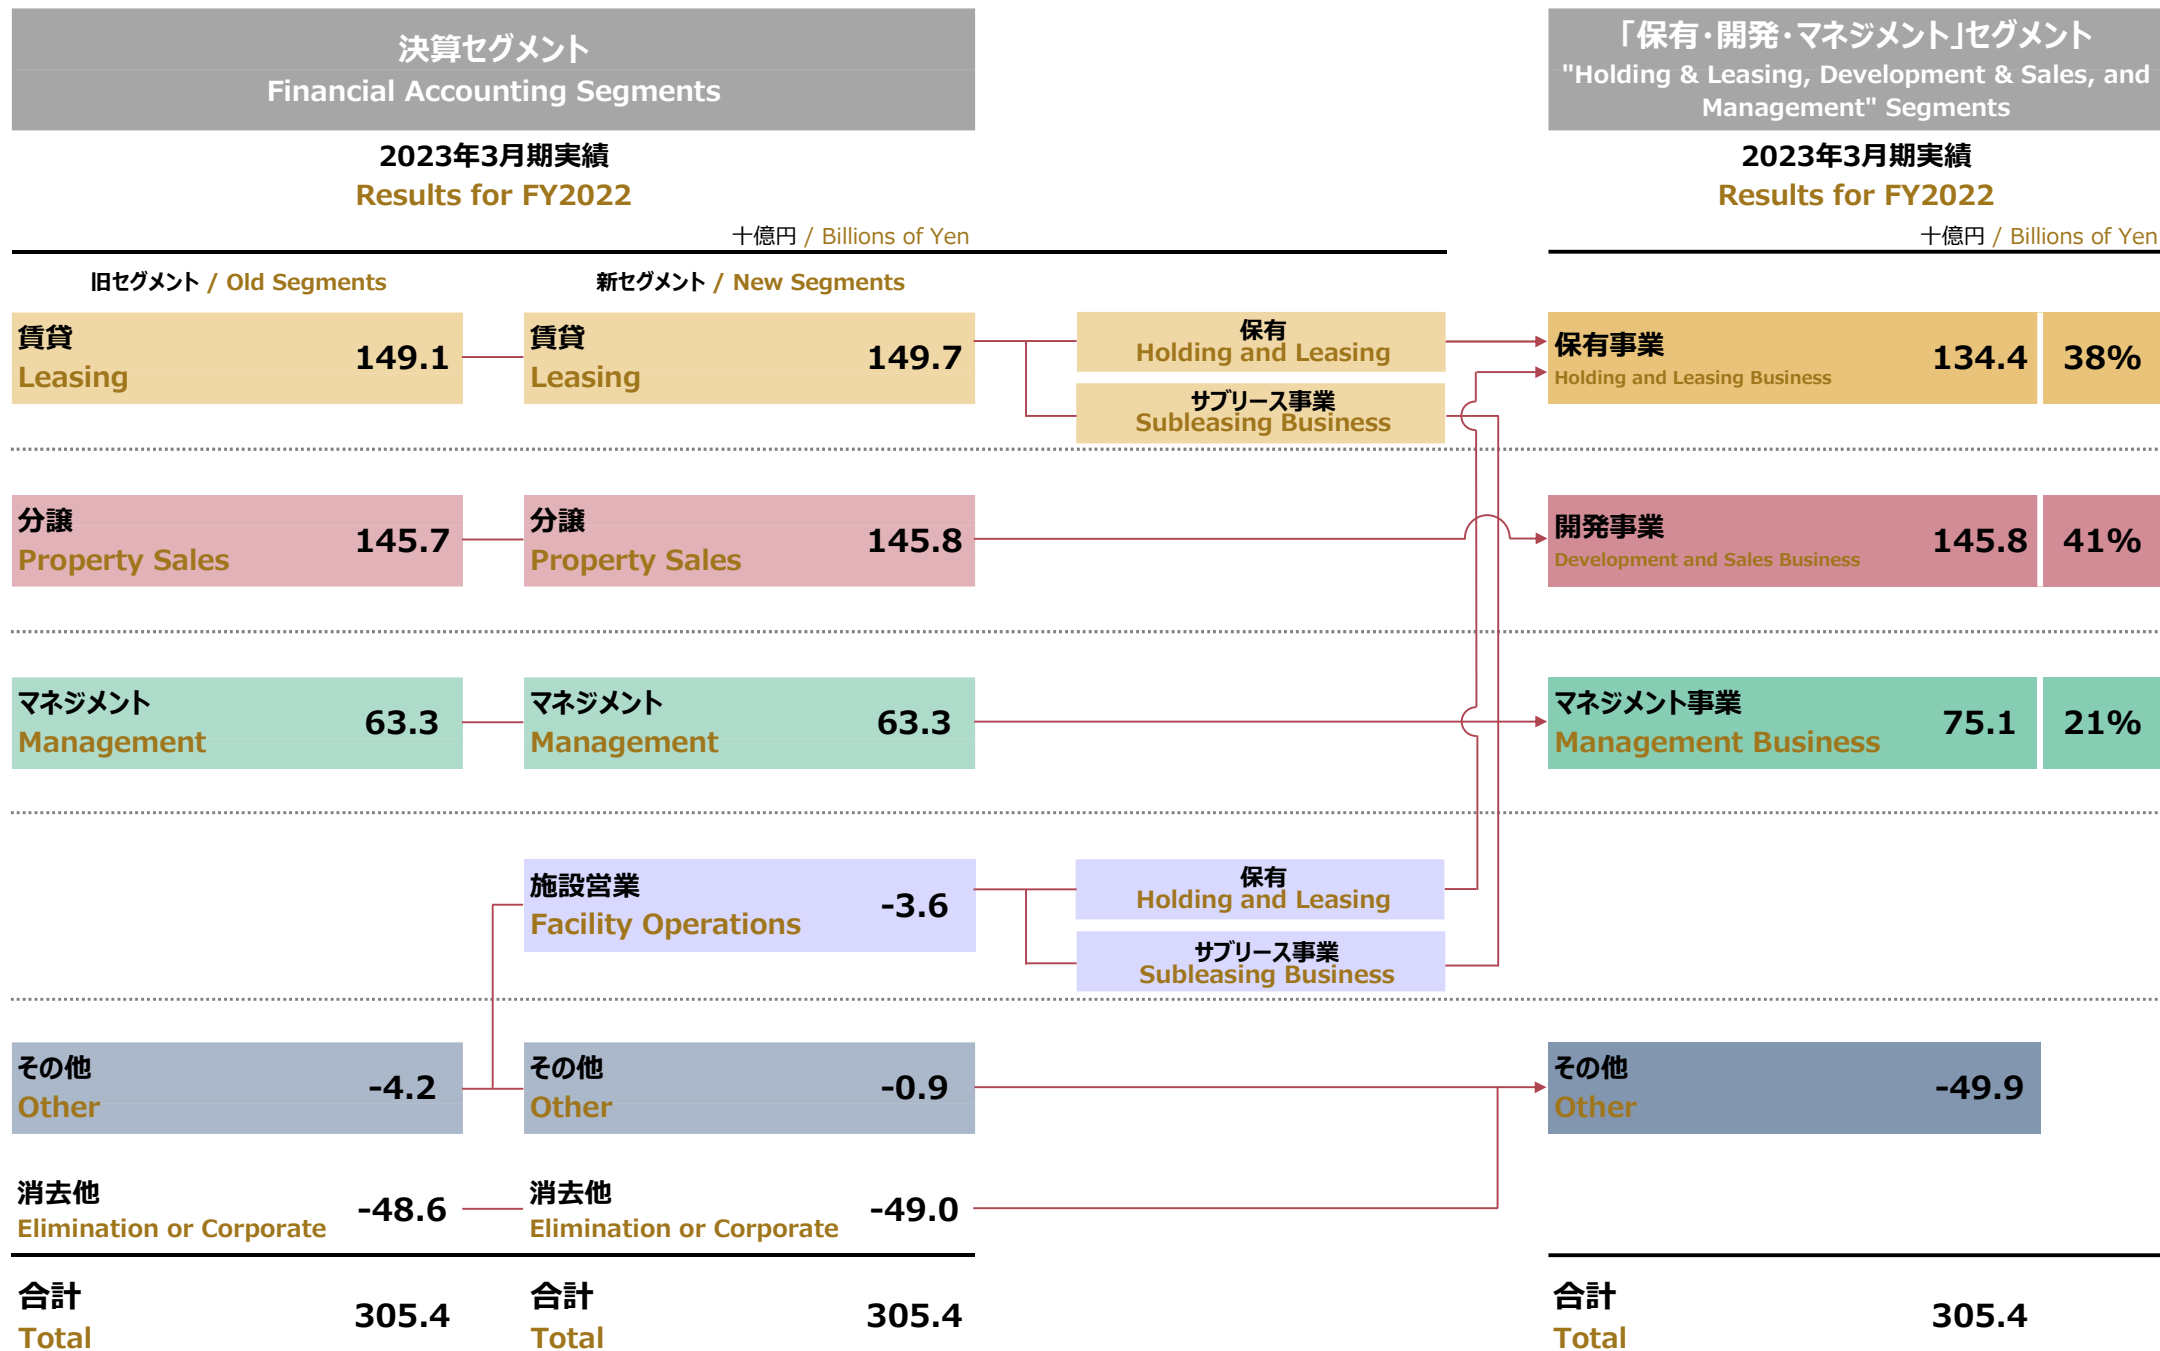 決算セグメント
Financial Accounting Segments
「保有・開発・マネジメント」セグメント
"Holding & Leasing, Development & Sales, and
Management" Segments
2023年3月期実績
Results for FY2022
2023年3月期実績
Results for FY2022
十億円 / Billions of Yen
十億円 / Billions of Yen
旧セグメント / Old Segments
新セグメント / New Segments
賃貸
Leasing
149.1
賃貸
Leasing
149.7
保有
Holding and Leasing
サブリース事業
Subleasing Business
保有事業
Holding and Leasing Business
134.4
38%
分譲
Property Sales
145.7
分譲
Property Sales
145.8
開発事業
Development and Sales Business
145.8
41%
マネジメント
Management
63.3
マネジメント
Management
63.3
マネジメント事業
Management Business
75.1
21%
施設営業
Facility Operations
-3.6
保有
Holding and Leasing
サブリース事業
Subleasing Business
その他
Other
-4.2
その他
Other
-0.9
その他
Other
-49.9
消去他
Elimination or Corporate
-48.6
消去他
Elimination or Corporate
-49.0
合計
Total
305.4
合計
Total
305.4
合計
Total
305.4